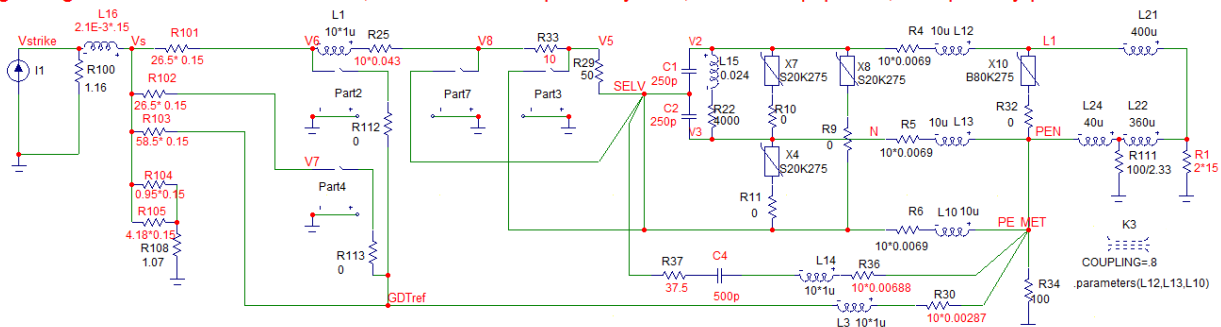 L16
2.1E-3*.15
Vstrike
Vs
I1
R100
1.16
R101
26.5* 0.15
R102
26.5* 0.15
R103
58.5* 0.15
R104
0.95*0.15
R105
4.18*0.15
R108
1.07
V6
L1
10*1u
R25
10*0.043
Part2
R112
0
V7
Part4
R113
0
GDTref
V8
Part7
R33
10
Part3
V5
R29
50
SELV
C1
250p
C2
250p
V2
L15
0.024
R22
4000
V3
X7
S20K275
R10
0
X4
S20K275
R11
0
X8
S20K275
R9
0
R4
10*0.0069
10u L12
L1
N
R5
10*0.0069
10u L13
PEN
X10
B80K275
R32
0
L21
400u
L24
40u
L22
360u
R111
100/2.33
R1
2*15
R6
10*0.0069
L10 10u
PE MET
R37
37.5
C4
500p
L14
10*1u
R36
10*0.00688
L3 10*1u
R30
10*0.00287
R34
100
K3
COUPLING=.8
.parameters(L12,L13,L10)